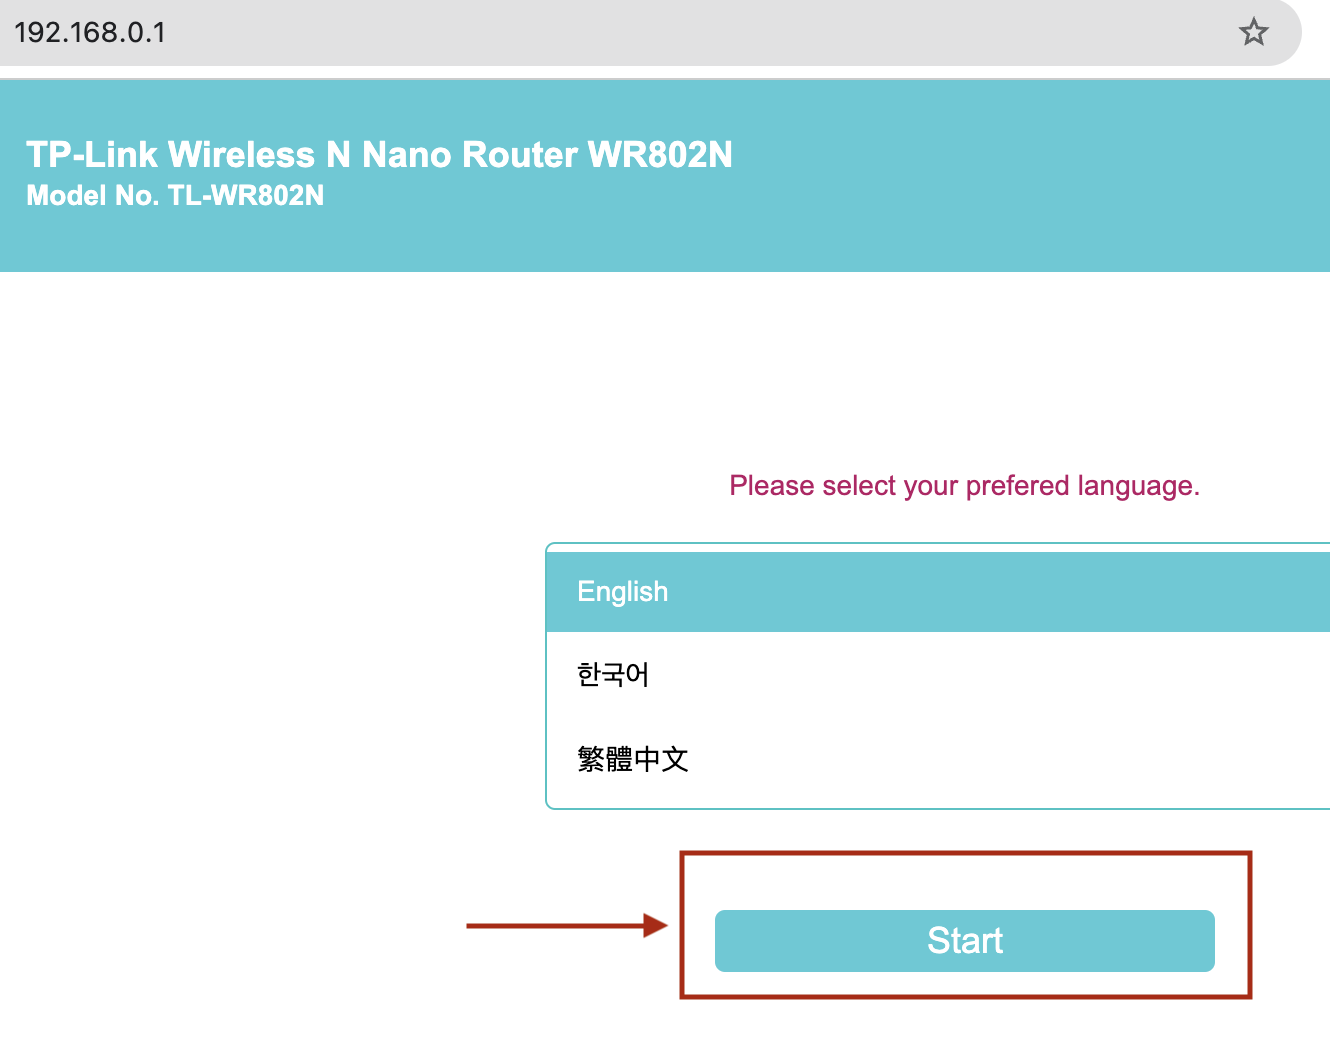 192.168.0.1
TP-Link Wireless N Nano Router WR802N
Model No. TL-WR802N
Please select your prefered language.
English
한국어
繁體中文
Start